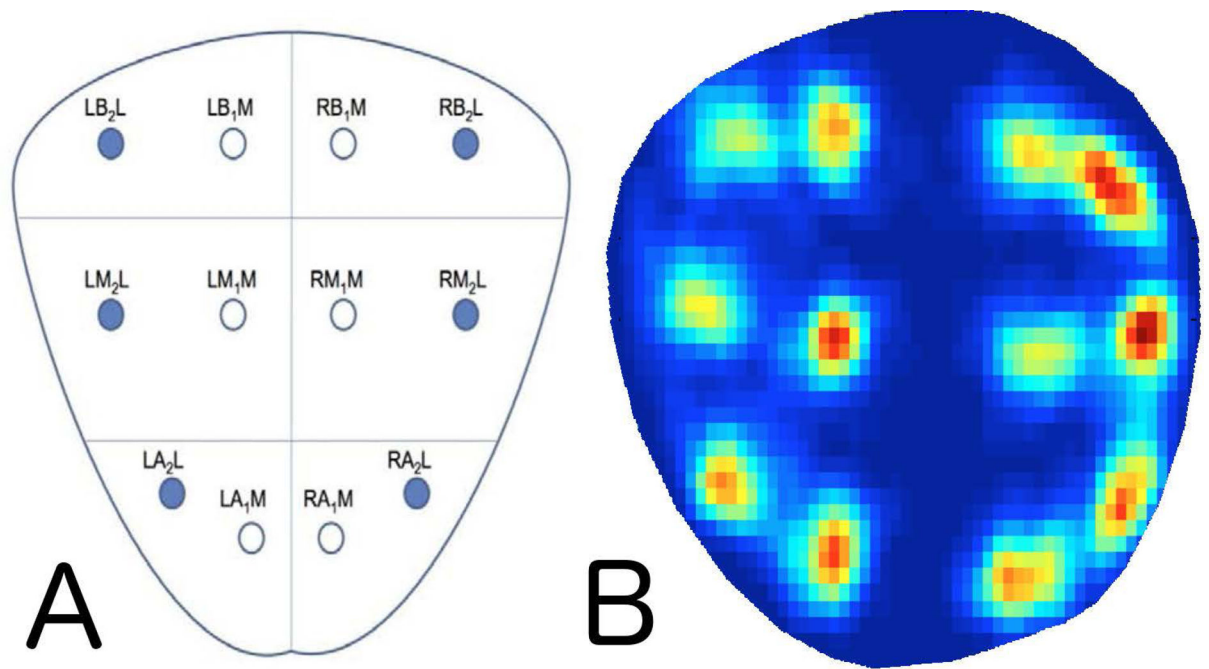 LB₂L LB₁M RB₁M RB₂L
LM₂L LM₁M RM₁M RM₂L
LA₂L RA₂L
LA₁M RA₁M
A B